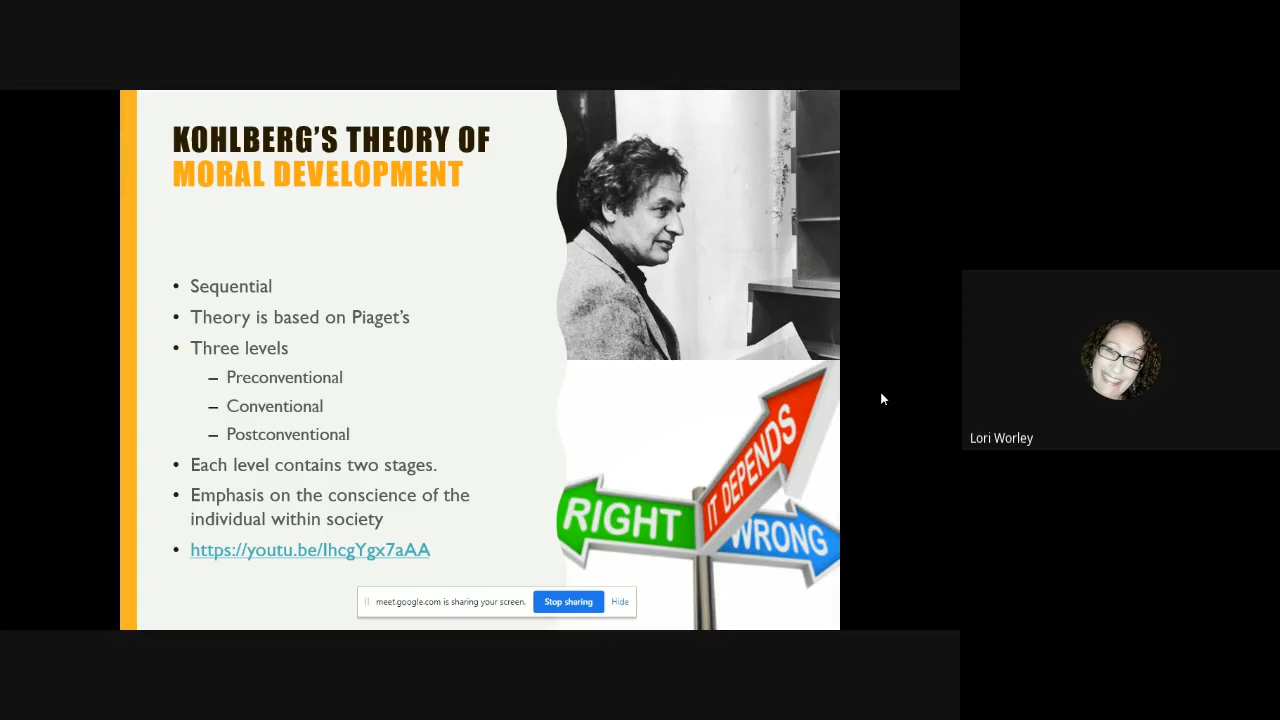 KOHLBERG'S THEORY OF
MORAL DEVELOPMENT
• Sequential
• Theory is based on Piaget's
• Three levels
– Preconventional
– Conventional
– Postconventional
• Each level contains two stages.
• Emphasis on the conscience of the
individual within society
• https://youtu.be/IhcgYgx7aAA
RIGHT
IT DEPENDS
WRONG
meet.google.com is sharing your screen.
Stop sharing
Hide
Lori Worley